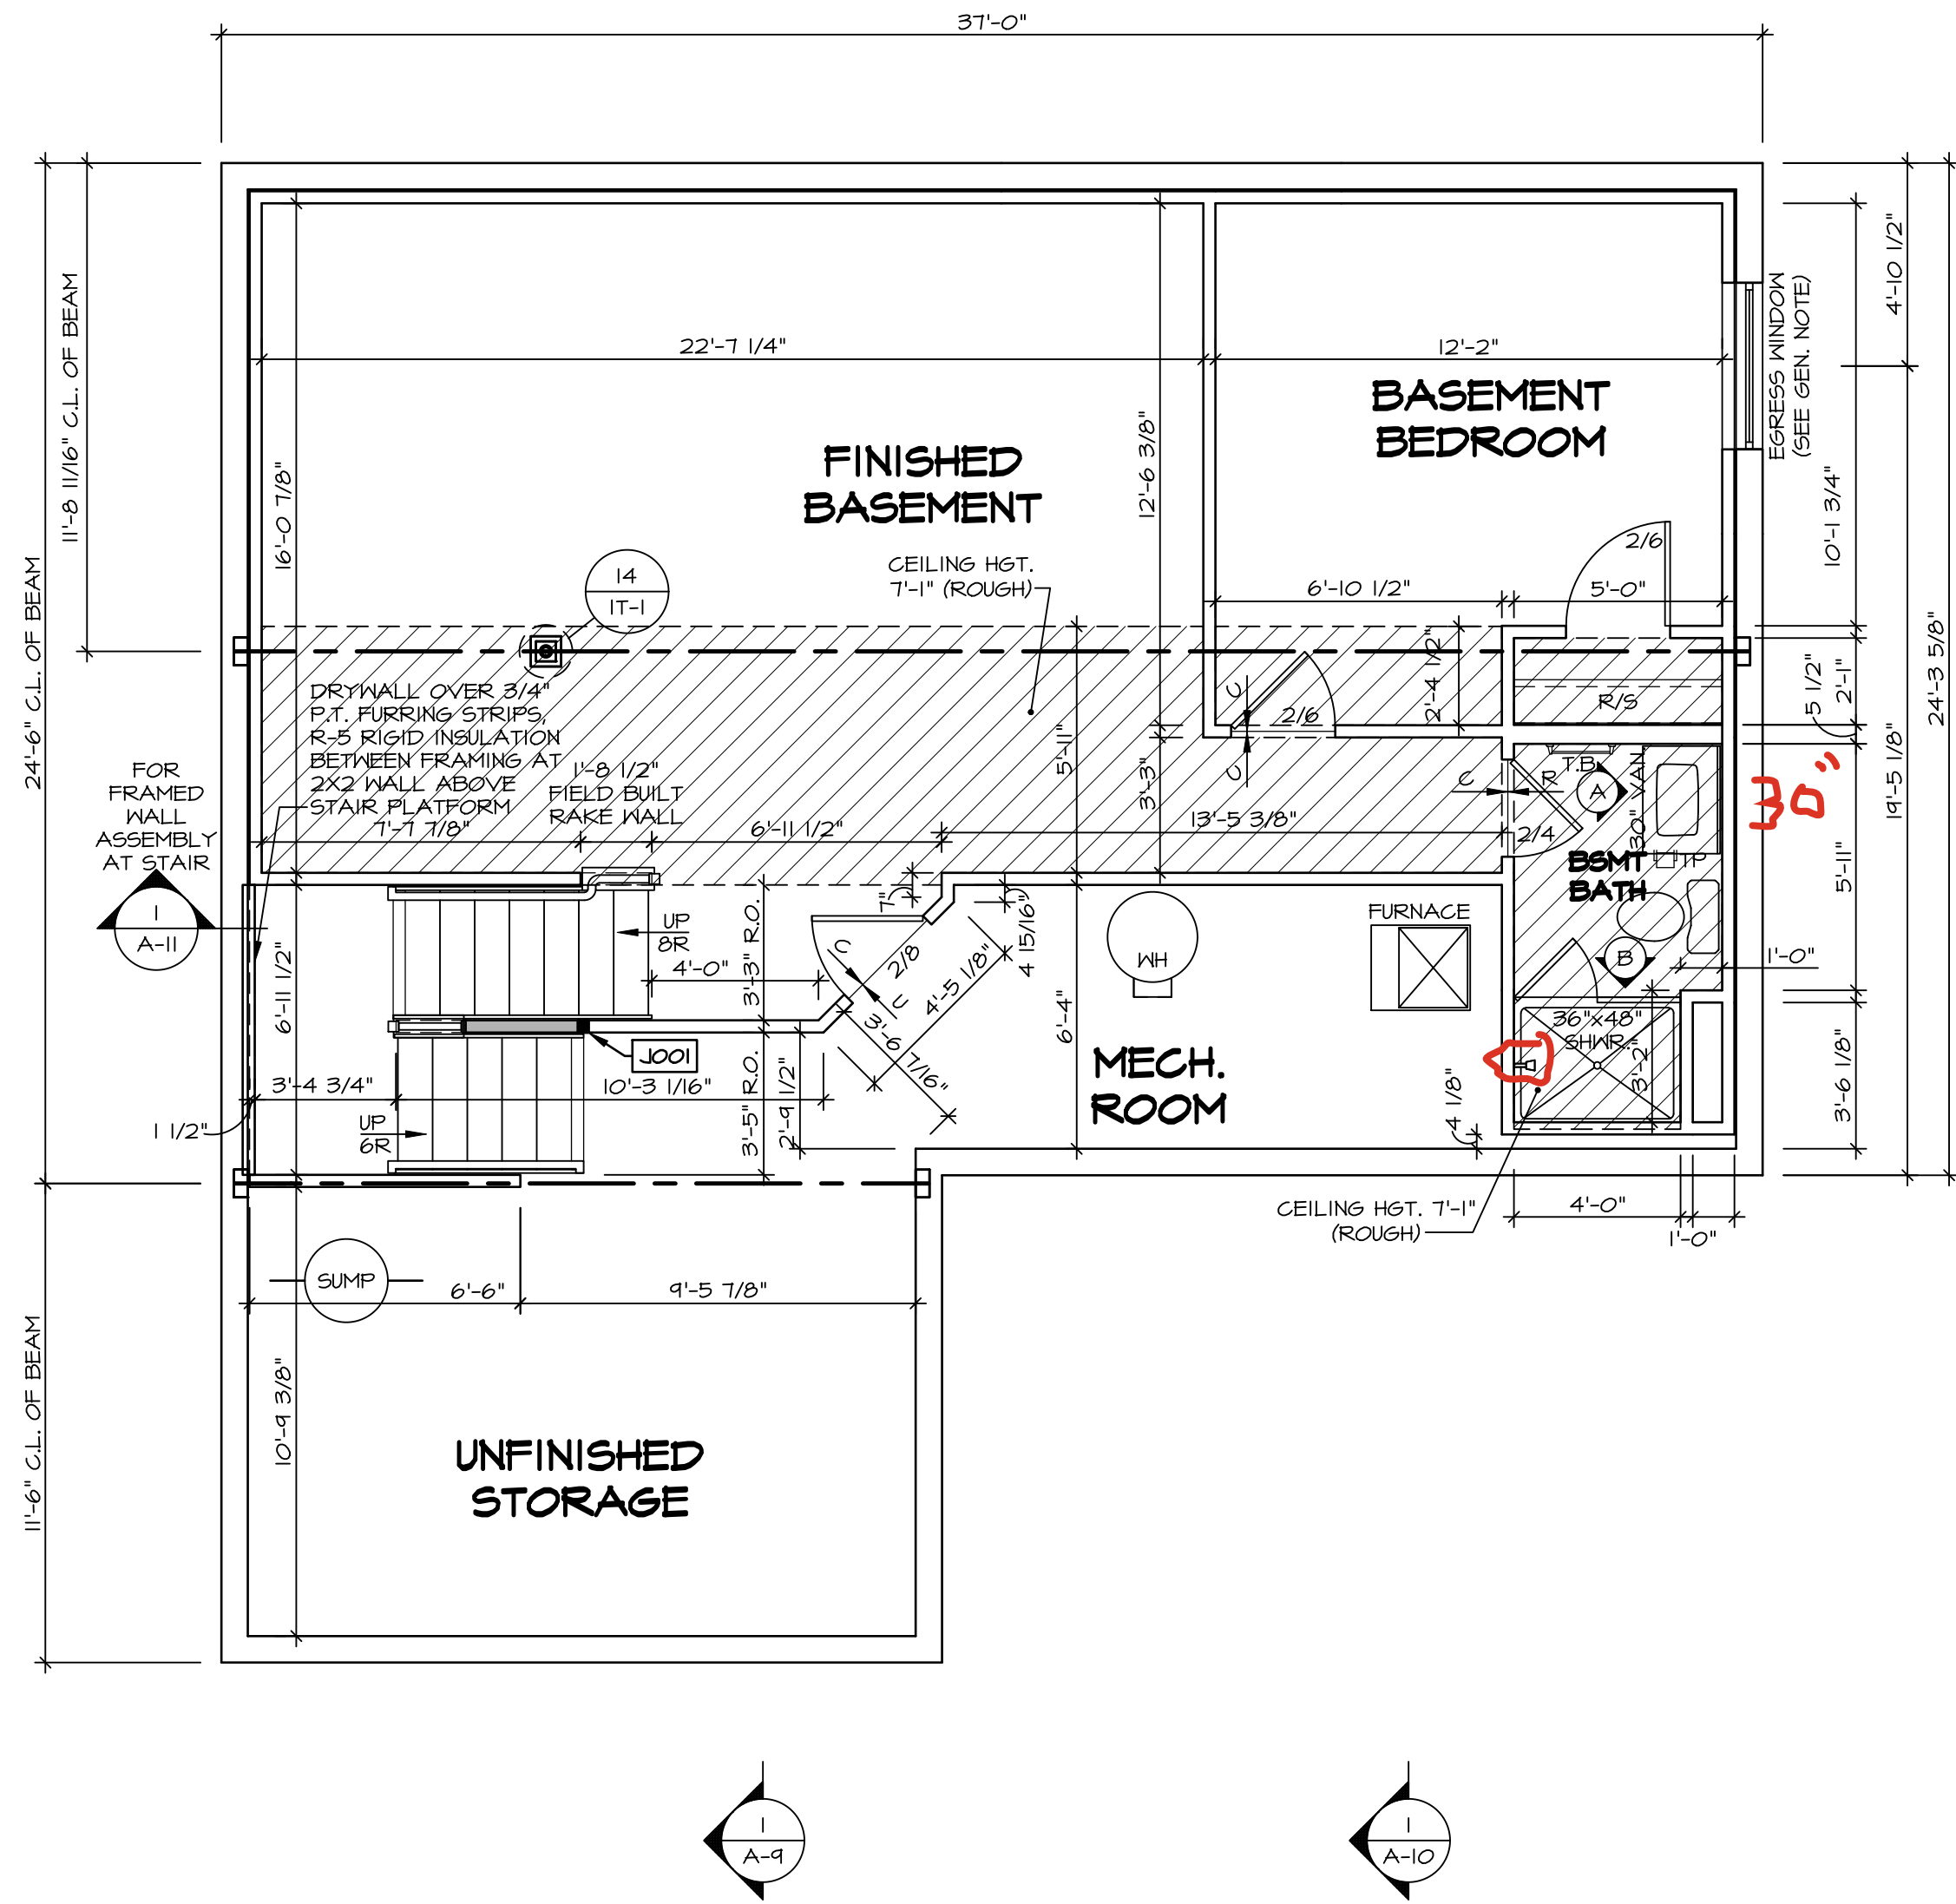 37'-0"
11'-8 11/16" C.L. OF BEAM
24'-6" C.L. OF BEAM
11'-6" C.L. OF BEAM
4'-10 1/2"
EGRESS WINDOW
(SEE GEN. NOTE)
10'-1 3/4"
24'-3 5/8"
19'-5 1/8"
22'-7 1/4"
12'-2"
BASEMENT
BEDROOM
FINISHED
BASEMENT
16'-0 7/8"
12'-6 3/8"
CEILING HGT.
7'-1" (ROUGH)
14
1T-1
2/6
6'-10 1/2"
5'-0"
2'-4 1/2"
5 1/2"
2'-1"
R/S
2/6
C
C
DRYWALL OVER 3/4"
P.T. FURRING STRIPS,
R-5 RIGID INSULATION
BETWEEN FRAMING AT
2X2 WALL ABOVE
STAIR PLATFORM
1'-8 1/2"
FIELD BUILT
RAKE WALL
7'-7 7/8"
6'-11 1/2"
5'-11"
3'-3"
13'-5 3/8"
C
R
T.B.
A
30" VAN
30"
2/4
BSMT
BATH
TP
5'-11"
FOR
FRAMED
WALL
ASSEMBLY
AT STAIR
1
A-11
6'-11 1/2"
UP
8R
4'-0"
3'-3" R.O.
7"
C
U
2/8
4'-5 1/8"
4 15/16"
3'-6 7/16"
WH
FURNACE
B
1'-0"
6'-4"
MECH.
ROOM
36"x48"
SHWR.
3'-2"
3'-6 1/8"
4 1/8"
J001
3'-4 3/4"
10'-3 1/16"
3'-5" R.O.
2'-9 1/2"
1 1/2"
UP
6R
CEILING HGT. 7'-1"
(ROUGH)
4'-0"
1'-0"
SUMP
6'-6"
9'-5 7/8"
10'-9 3/8"
UNFINISHED
STORAGE
1
A-9
1
A-10